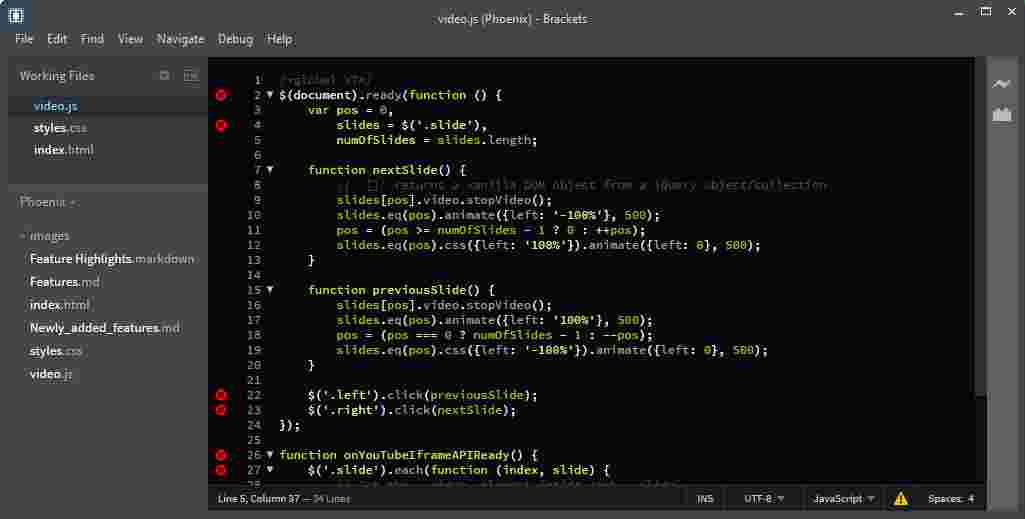 video.js (Phoenix) - Brackets
File Edit Find View Navigate Debug Help
Working Files
video.js
styles.css
index.html
Phoenix
images
Feature Highlights.markdown
Features.md
index.html
Newly_added_features.md
styles.css
video.js
1 /*global YT*/
2 $(document).ready(function () {
3 var pos = 0,
4 slides = $('.slide'),
5 numOfSlides = slides.length;
6
7 function nextSlide() {
8 // `[]` returns a vanilla DOM object from a jQuery object/collection
9 slides[pos].video.stopVideo();
10 slides.eq(pos).animate({left: '-100%'}, 500);
11 pos = (pos >= numOfSlides - 1 ? 0 : ++pos);
12 slides.eq(pos).css({left: '100%'}).animate({left: 0}, 500);
13 }
14
15 function previousSlide() {
16 slides[pos].video.stopVideo();
17 slides.eq(pos).animate({left: '100%'}, 500);
18 pos = (pos === 0 ? numOfSlides - 1 : --pos);
19 slides.eq(pos).css({left: '-100%'}).animate({left: 0}, 500);
20 }
21
22 $('.left').click(previousSlide);
23 $('.right').click(nextSlide);
24 });
25
26 function onYouTubeIframeAPIReady() {
27 $('.slide').each(function (index, slide) {
28
Line 5, Column 37 — 34 Lines INS UTF-8 JavaScript Spaces: 4